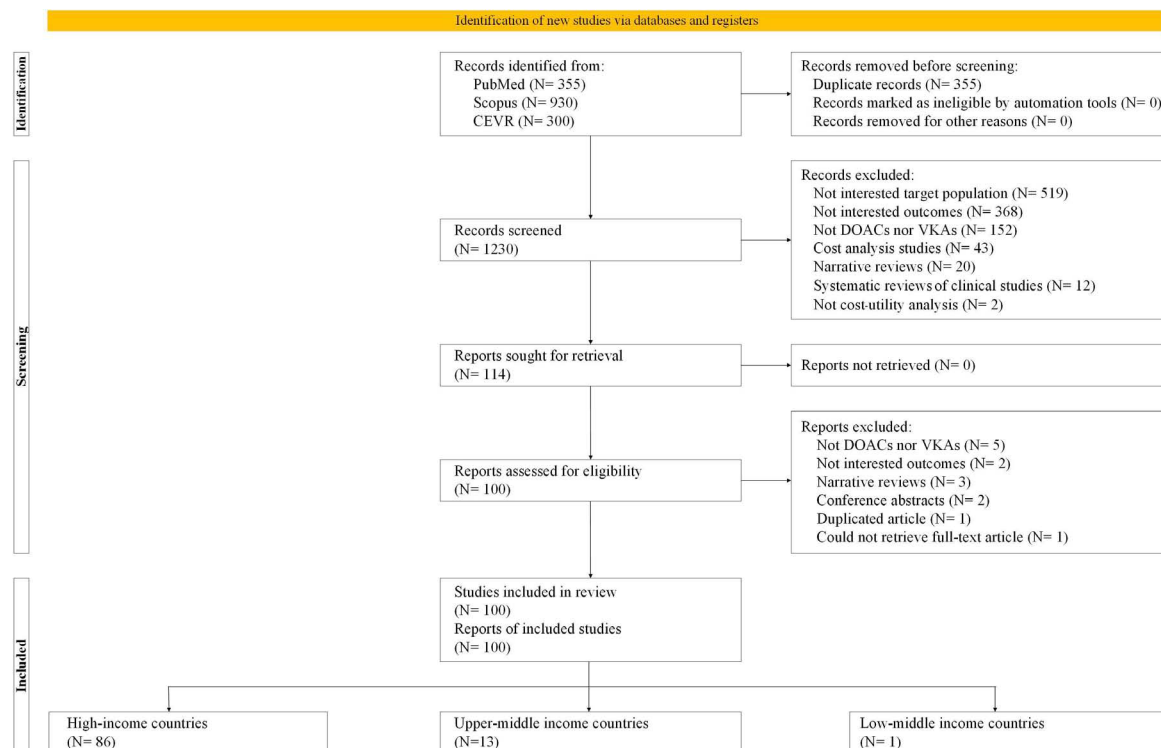 Identification of new studies via databases and registers
Identification
Records identified from:
PubMed (N= 355)
Scopus (N= 930)
CEVR (N= 300)
Records removed before screening:
Duplicate records (N= 355)
Records marked as ineligible by automation tools (N= 0)
Records removed for other reasons (N= 0)
Screening
Records screened
(N= 1230)
Records excluded:
Not interested target population (N= 519)
Not interested outcomes (N= 368)
Not DOACs nor VKAs (N= 152)
Cost analysis studies (N= 43)
Narrative reviews (N= 20)
Systematic reviews of clinical studies (N= 12)
Not cost-utility analysis (N= 2)
Reports sought for retrieval
(N= 114)
Reports not retrieved (N= 0)
Reports assessed for eligibility
(N= 100)
Reports excluded:
Not DOACs nor VKAs (N= 5)
Not interested outcomes (N= 2)
Narrative reviews (N= 3)
Conference abstracts (N= 2)
Duplicated article (N= 1)
Could not retrieve full-text article (N= 1)
Included
Studies included in review
(N= 100)
Reports of included studies
(N= 100)
High-income countries
(N= 86)
Upper-middle income countries
(N=13)
Low-middle income countries
(N= 1)